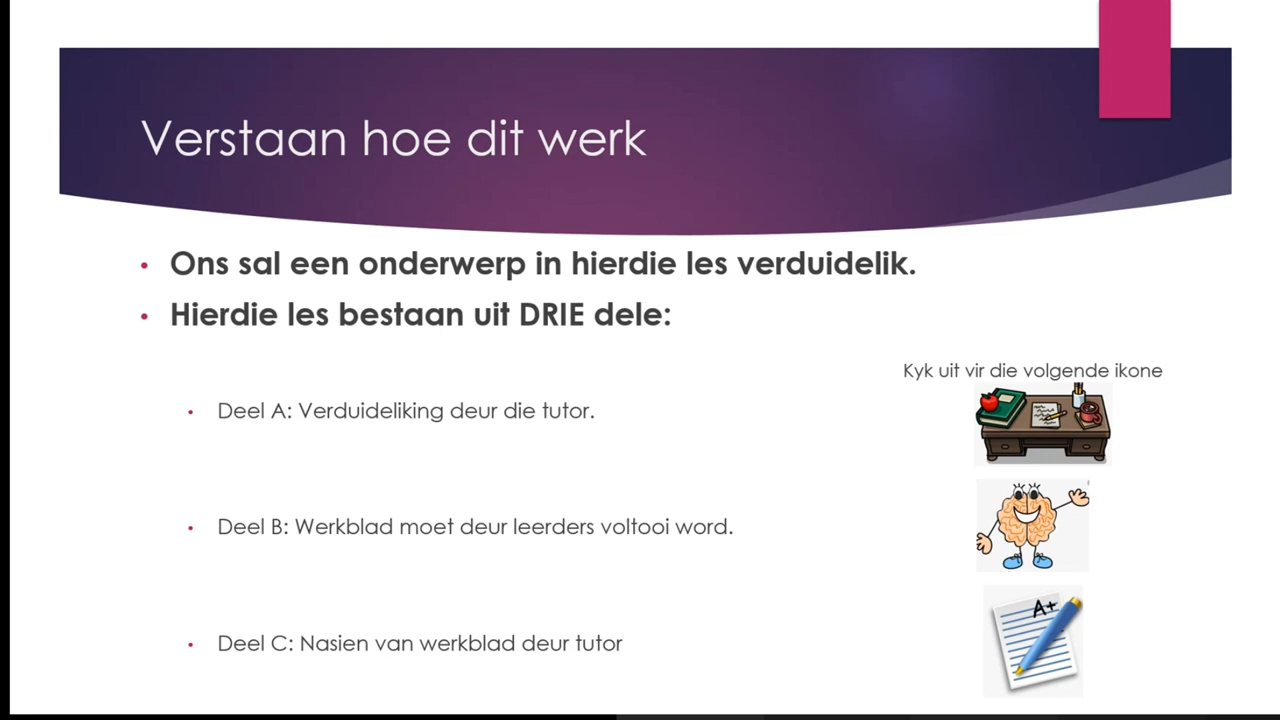 Verstaan hoe dit werk
• Ons sal een onderwerp in hierdie les verduidelik.
• Hierdie les bestaan uit DRIE dele:
Kyk uit vir die volgende ikone
• Deel A: Verduideliking deur die tutor.
• Deel B: Werkblad moet deur leerders voltooi word.
• Deel C: Nasien van werkblad deur tutor
A+